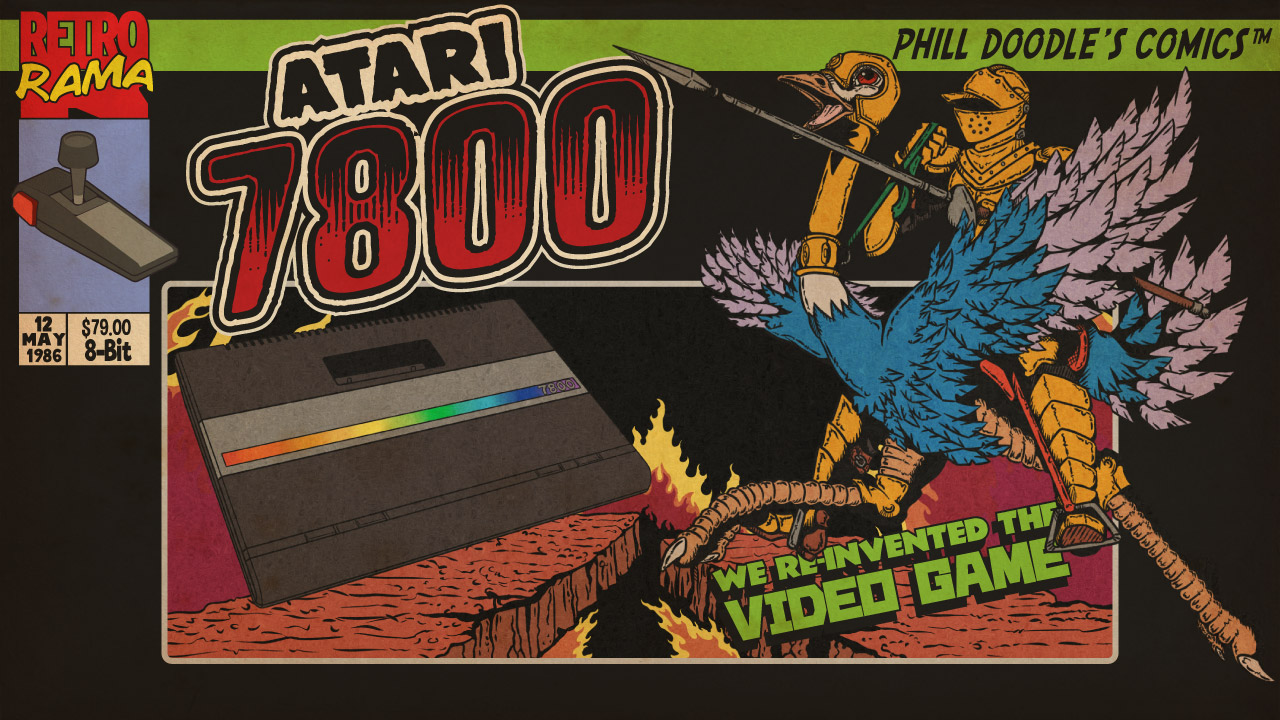 RETRO
RAMA
ATARI
7800
PHILL DOODLE'S COMICS™
12
MAY
1986
$79.00
8-Bit
7800
WE RE-INVENTED THE
VIDEO GAME